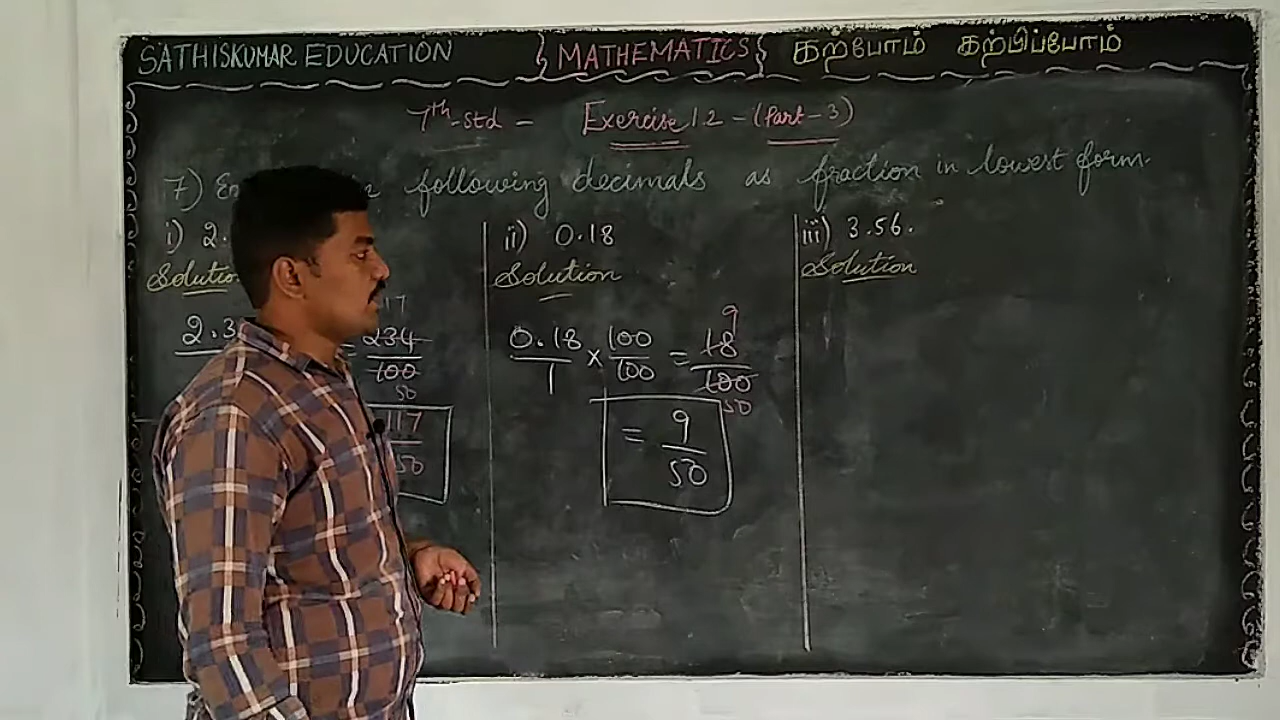 SATHISKUMAR EDUCATION { MATHEMATICS } கற்போம் கற்பிப்போம்
7th-Std - Exercise 1.2 - (Part-3)
7) following decimals as fraction in lowest form.
i) 2.
Solutio
2.3
17
= 234/100
50
117/50
ii) 0.18
Solution
0.18/1 × 100/100 = 18/100
9
50
= 9/50
iii) 3.56.
Solution